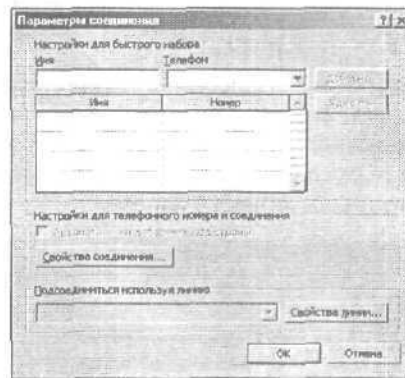 Параметры соединения
Настройки для быстрого набора
Имя Телефон
Имя Номер
Настройки для телефонного номера и соединения
Свойства соединения...
Подсоединиться используя линию
Свойства линии...
OK Отмена